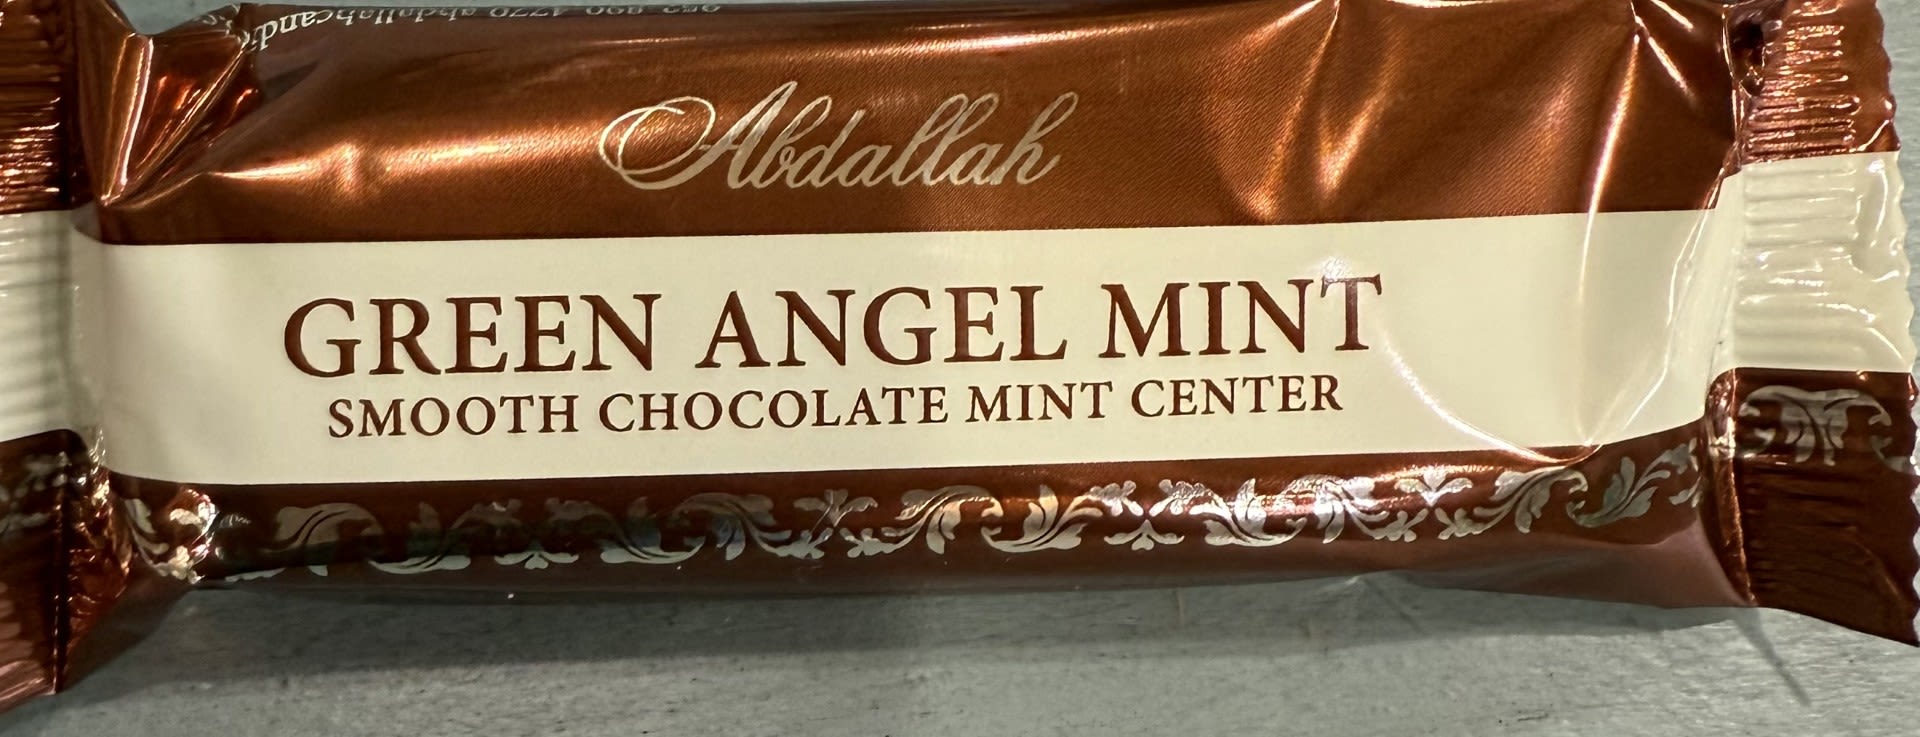 Abdallah
GREEN ANGEL MINT
SMOOTH CHOCOLATE MINT CENTER